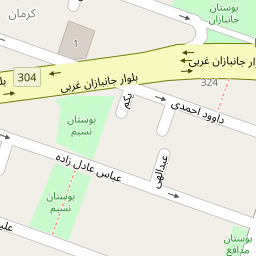 کرمان
بوستان
جانبازان
1
بلوار جانبازان غربی
304
بلوار جانبازان غربی
324
یکم
داوود احمدی
بوستان
نسیم
عباس عادل زاده
عبدالهی
بوستان
نسیم
بوستان
مدافع